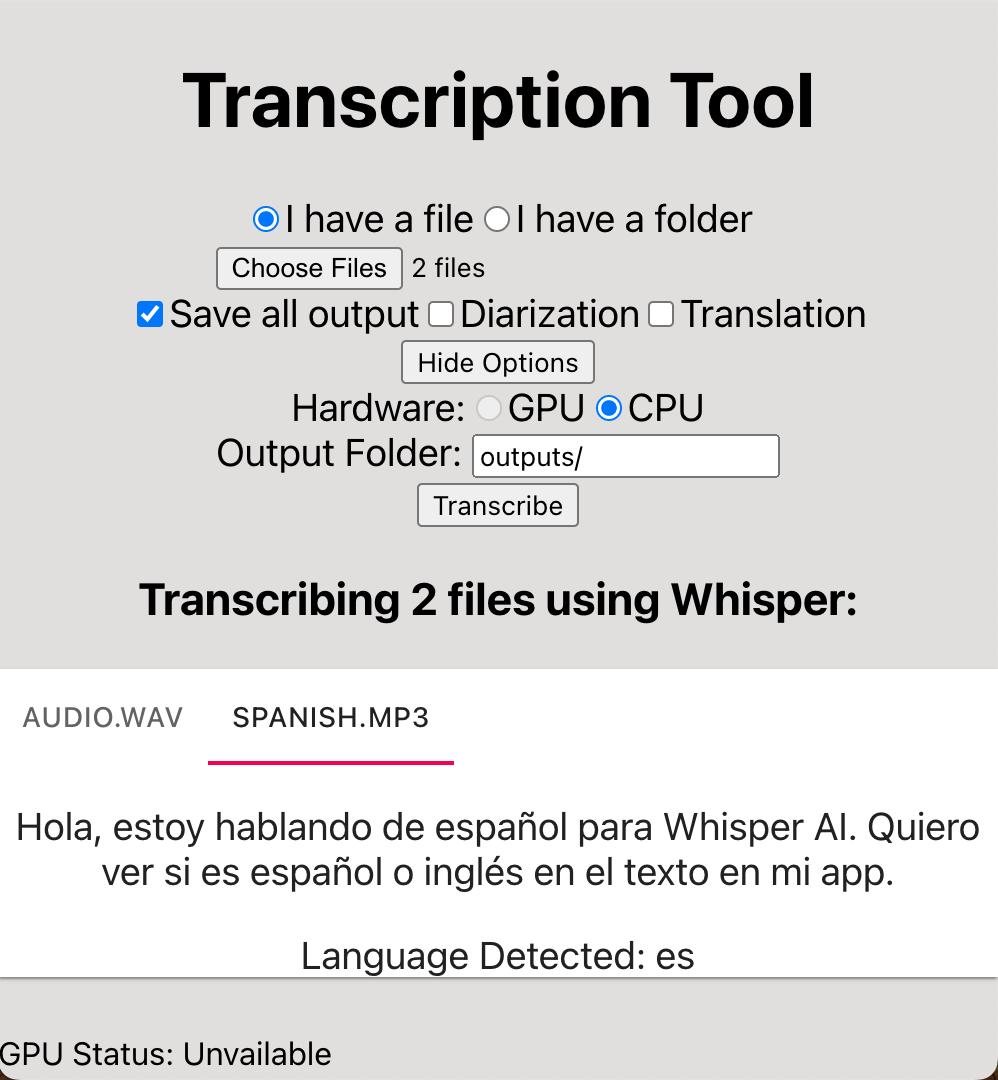 Transcription Tool
I have a file I have a folder
Choose Files 2 files
Save all output Diarization Translation
Hide Options
Hardware: GPU CPU
Output Folder: outputs/
Transcribe
Transcribing 2 files using Whisper:
AUDIO.WAV SPANISH.MP3
Hola, estoy hablando de español para Whisper AI. Quiero
ver si es español o inglés en el texto en mi app.
Language Detected: es
GPU Status: Unvailable